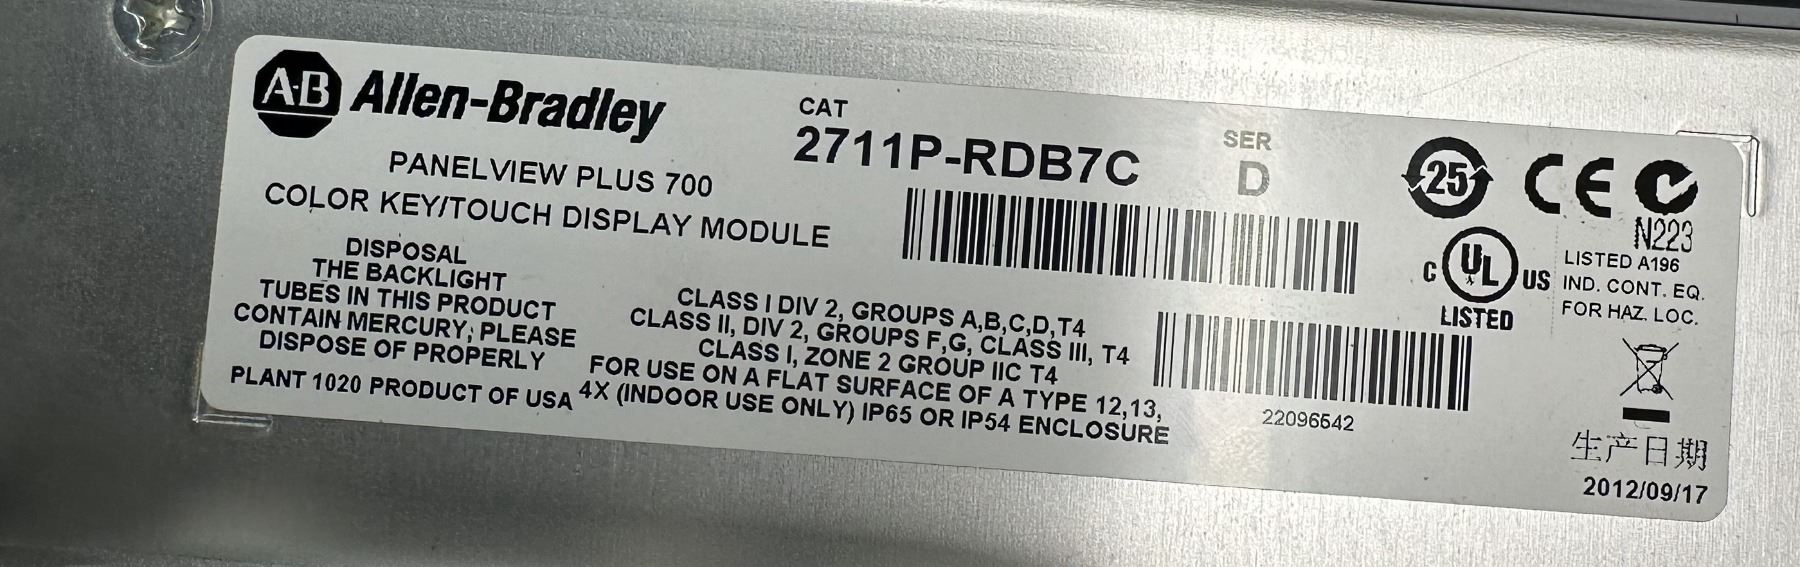 A·B Allen-Bradley
PANELVIEW PLUS 700
COLOR KEY/TOUCH DISPLAY MODULE
DISPOSAL
THE BACKLIGHT
TUBES IN THIS PRODUCT
CONTAIN MERCURY, PLEASE
DISPOSE OF PROPERLY
PLANT 1020 PRODUCT OF USA
CAT
2711P-RDB7C
SER
D
CLASS I DIV 2, GROUPS A,B,C,D,T4
CLASS II, DIV 2, GROUPS F,G, CLASS III, T4
CLASS I, ZONE 2 GROUP IIC T4
FOR USE ON A FLAT SURFACE OF A TYPE 12,13,
4X (INDOOR USE ONLY) IP65 OR IP54 ENCLOSURE
22096542
25
CE
N223
C UL US
LISTED
LISTED A196
IND. CONT. EQ.
FOR HAZ. LOC.
生产日期
2012/09/17